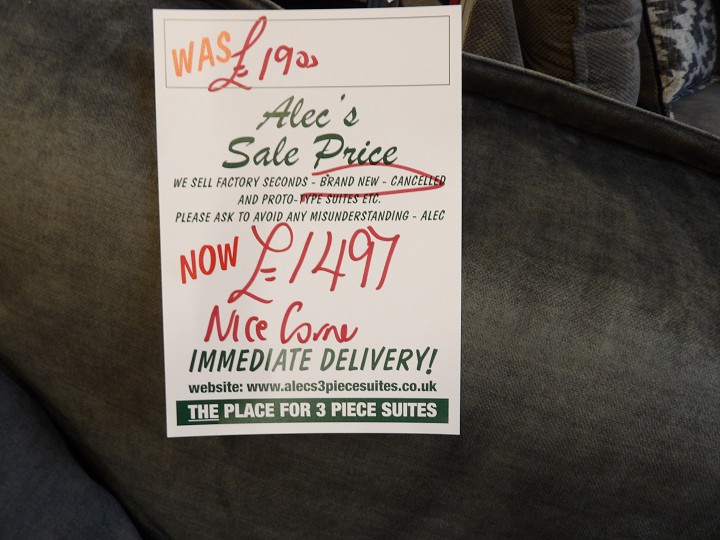 WAS £1900
Alec's
Sale Price
WE SELL FACTORY SECONDS - BRAND NEW - CANCELLED
AND PROTO-TYPE SUITES ETC.
PLEASE ASK TO AVOID ANY MISUNDERSTANDING - ALEC
NOW £1497
Nice Corne
IMMEDIATE DELIVERY!
website: www.alecs3piecesuites.co.uk
THE PLACE FOR 3 PIECE SUITES